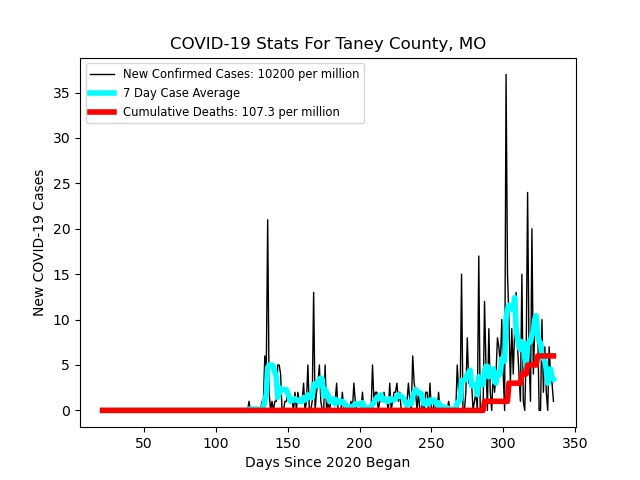 COVID-19 Stats For Taney County, MO
New Confirmed Cases: 10200 per million
7 Day Case Average
Cumulative Deaths: 107.3 per million
New COVID-19 Cases
35
30
25
20
15
10
5
0
50
100
150
200
250
300
350
Days Since 2020 Began